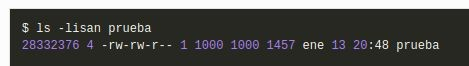 $ ls -lisan prueba
28332376 4 -rw-rw-r-- 1 1000 1000 1457 ene 13 20:48 prueba